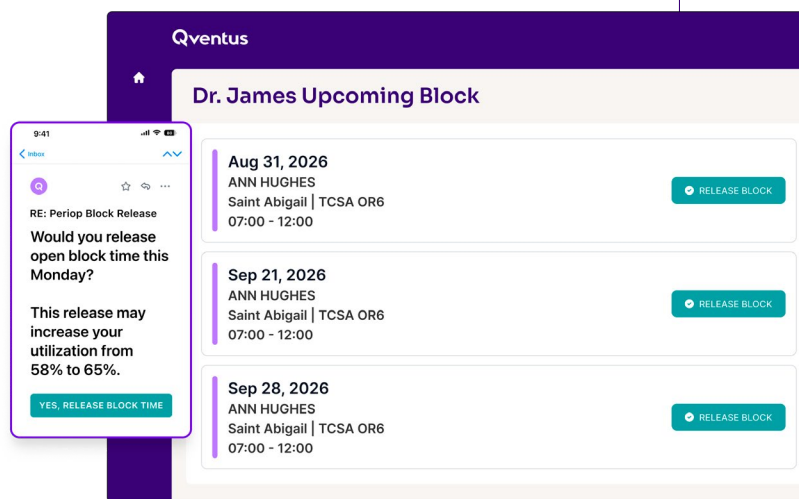 Qventus
Dr. James Upcoming Block
Aug 31, 2026
ANN HUGHES
Saint Abigail | TCSA OR6
07:00 - 12:00
RELEASE BLOCK
Sep 21, 2026
ANN HUGHES
Saint Abigail | TCSA OR6
07:00 - 12:00
RELEASE BLOCK
Sep 28, 2026
ANN HUGHES
Saint Abigail | TCSA OR6
07:00 - 12:00
RELEASE BLOCK
9:41
Inbox
Q
RE: Periop Block Release
Would you release
open block time this
Monday?
This release may
increase your
utilization from
58% to 65%.
YES, RELEASE BLOCK TIME